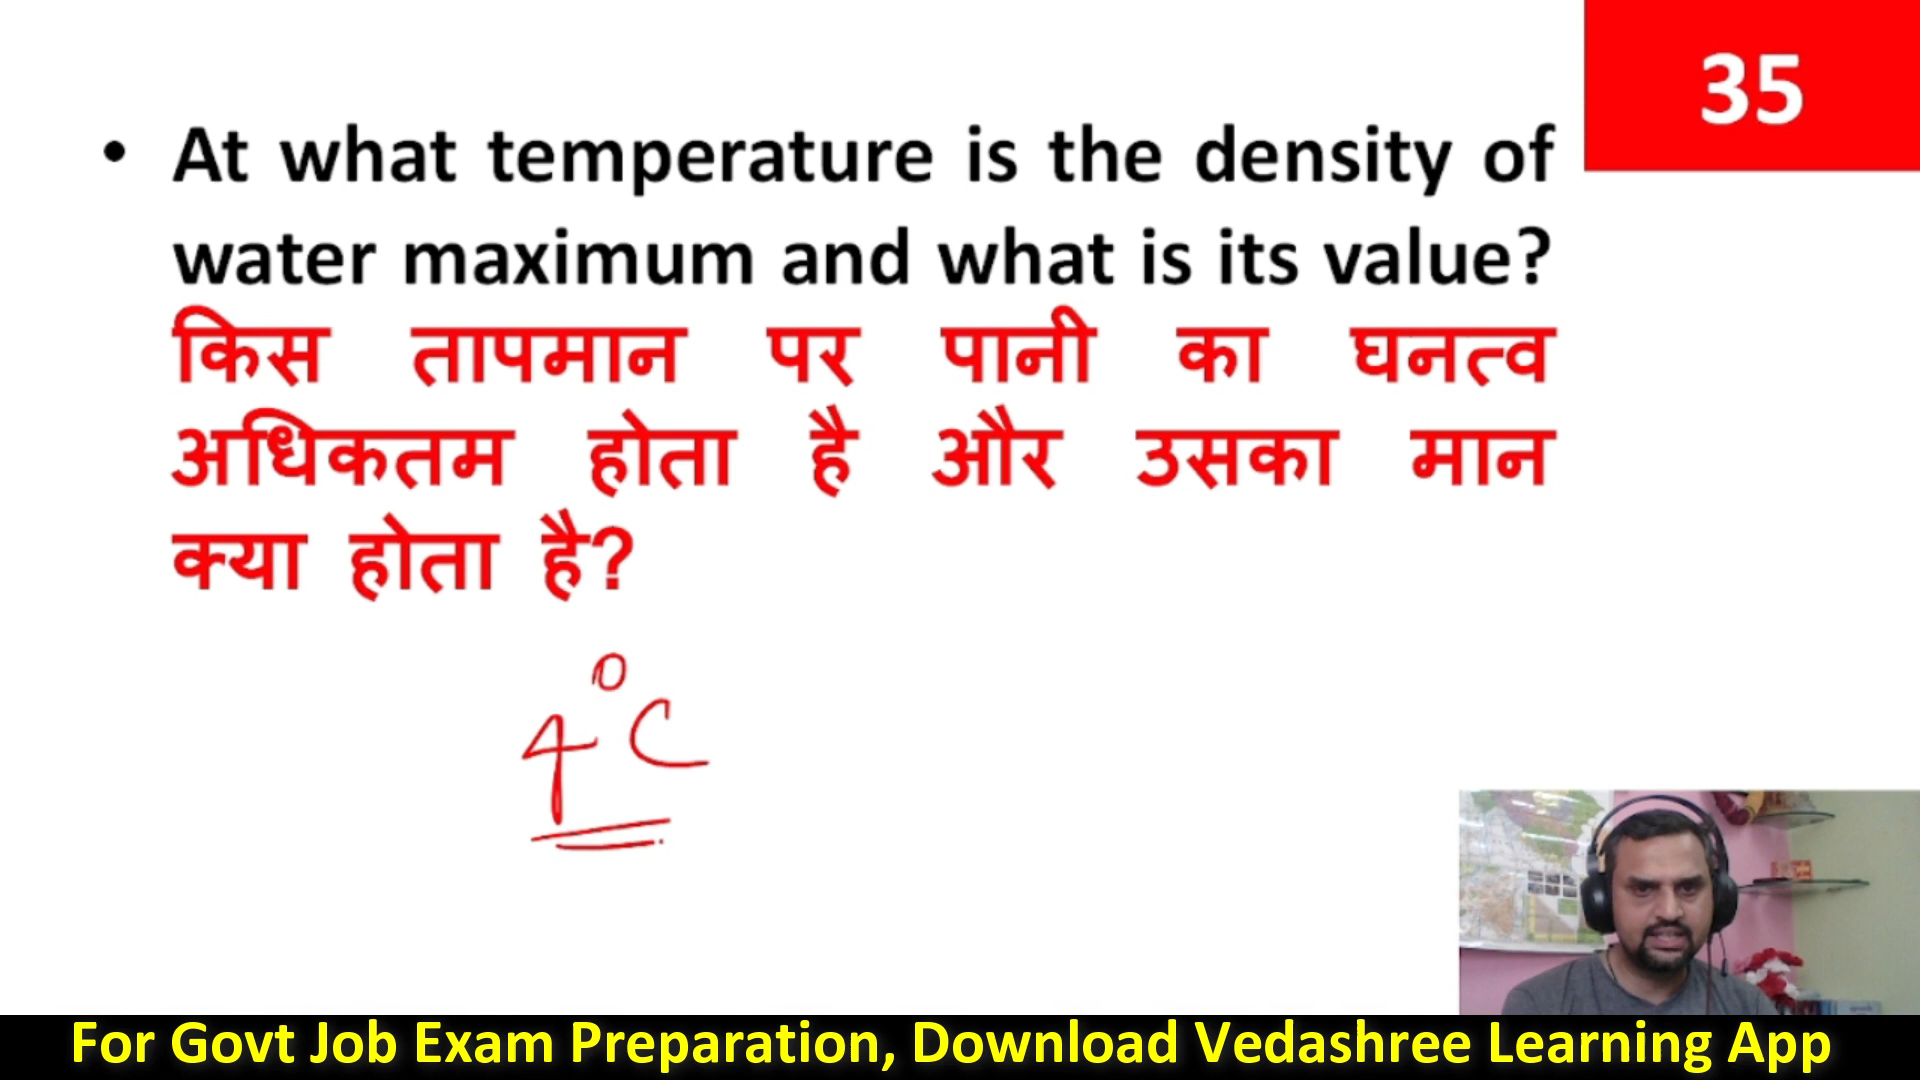 35
• At what temperature is the density of
water maximum and what is its value?
किस तापमान पर पानी का घनत्व
अधिकतम होता है और उसका मान
क्या होता है?
4°C
For Govt Job Exam Preparation, Download Vedashree Learning App